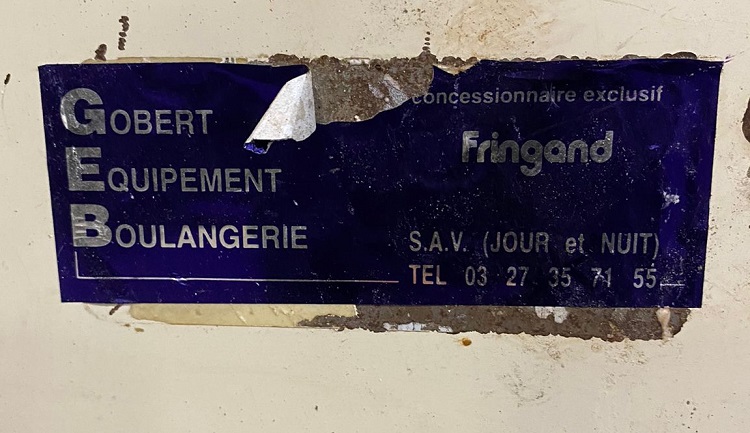 GOBERT
EQUIPEMENT
BOULANGERIE
concessionnaire exclusif
Fringand
S.A.V. (JOUR et NUIT)
TEL 03 27 35 71 55